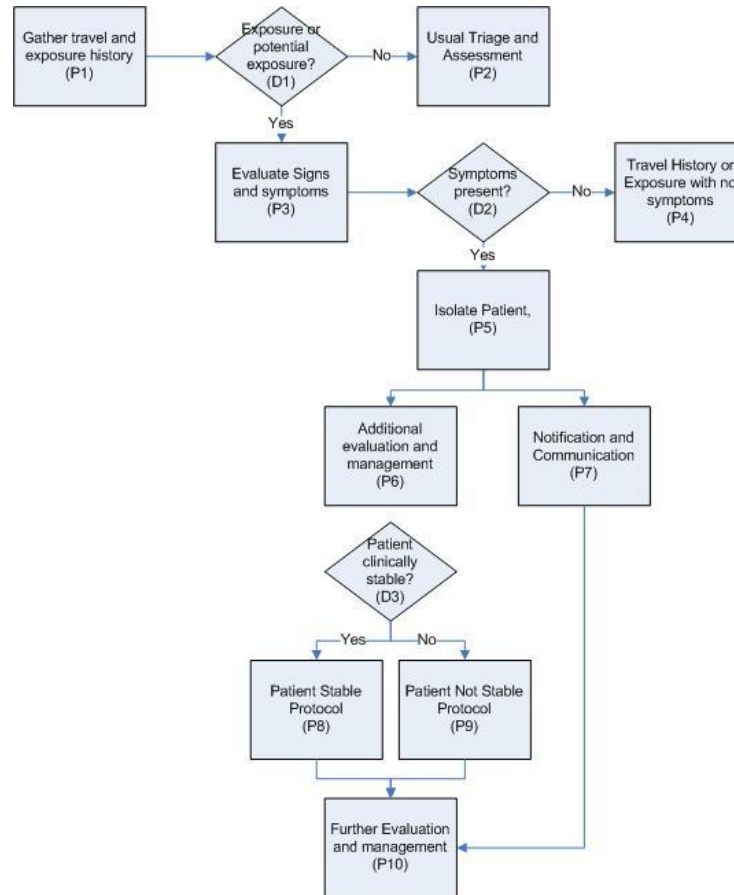 Gather travel and
exposure history
(P1)
Exposure or
potential
exposure?
(D1)
No
Usual Triage and
Assessment
(P2)
Yes
Evaluate Signs
and symptoms
(P3)
Symptoms
present?
(D2)
No
Travel History or
Exposure with no
symptoms
(P4)
Yes
Isolate Patient,
(P5)
Additional
evaluation and
management
(P6)
Notification and
Communication
(P7)
Patient
clinically
stable?
(D3)
Yes
No
Patient Stable
Protocol
(P8)
Patient Not Stable
Protocol
(P9)
Further Evaluation
and management
(P10)